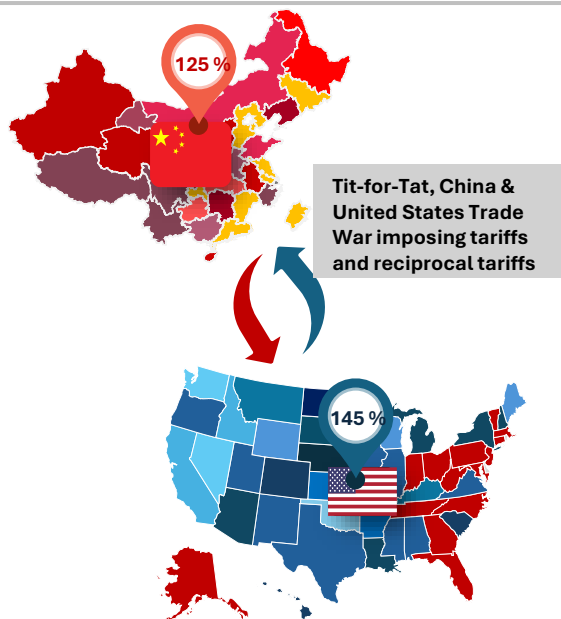 125 %
Tit-for-Tat, China &
United States Trade
War imposing tariffs
and reciprocal tariffs
145 %